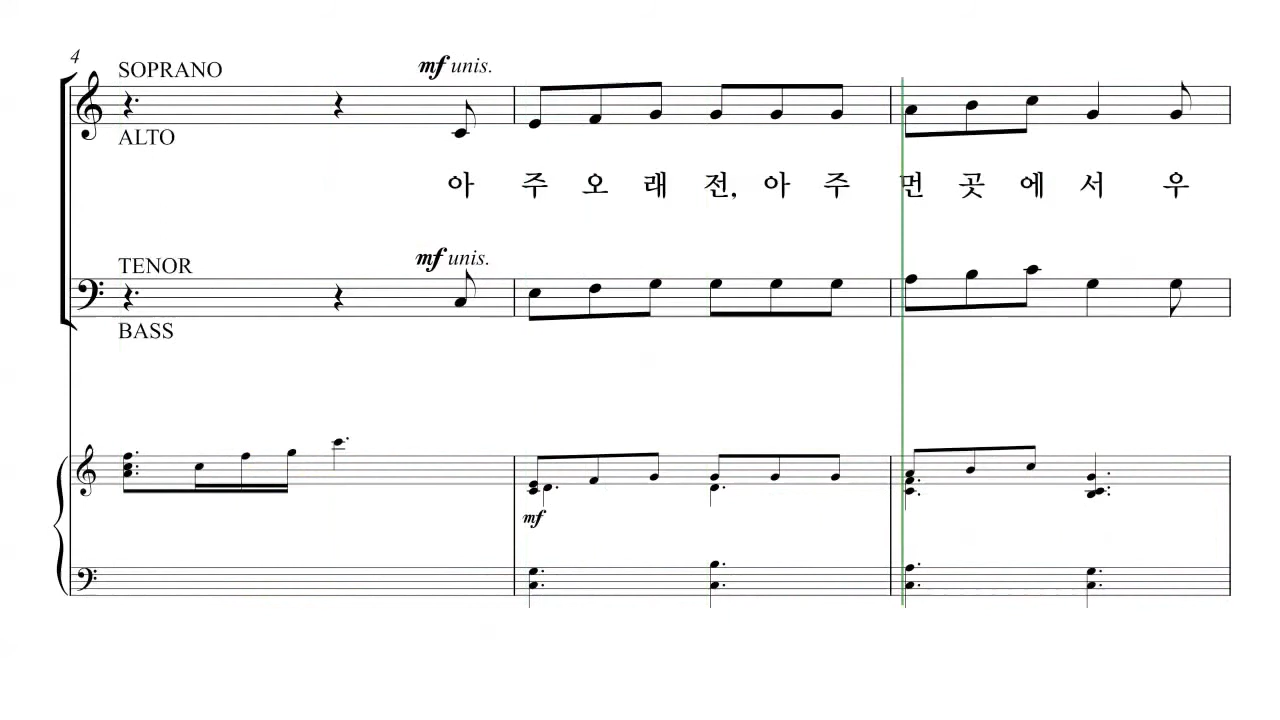 4
SOPRANO
mf unis.
ALTO
아 주 오 래 전, 아 주 먼 곳 에 서 우
TENOR
mf unis.
BASS
mf